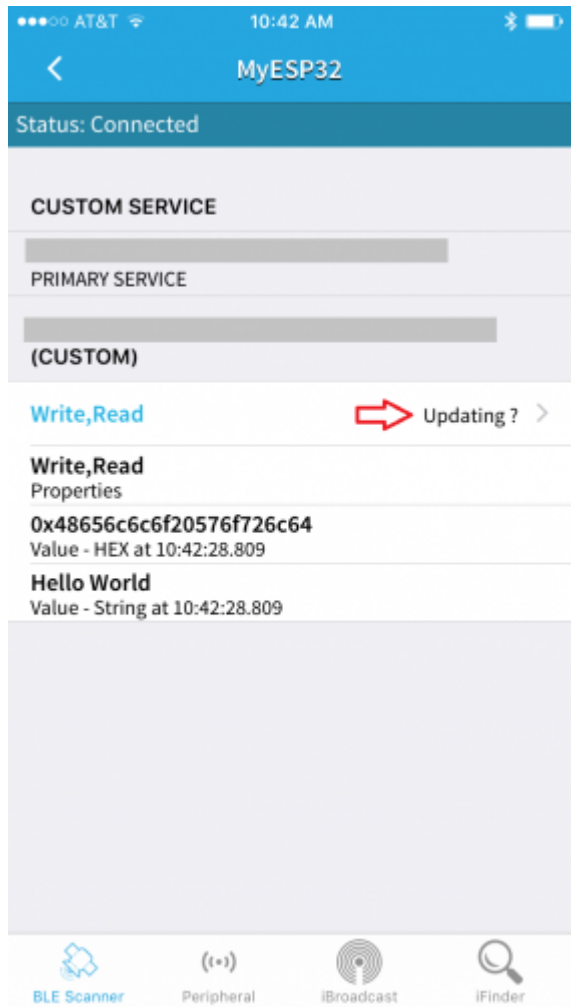 AT&T 10:42 AM
MyESP32
Status: Connected
CUSTOM SERVICE
PRIMARY SERVICE
(CUSTOM)
Write,Read Updating ?
Write,Read
Properties
0x48656c6c6f20576f726c64
Value - HEX at 10:42:28.809
Hello World
Value - String at 10:42:28.809
BLE Scanner Peripheral iBroadcast iFinder